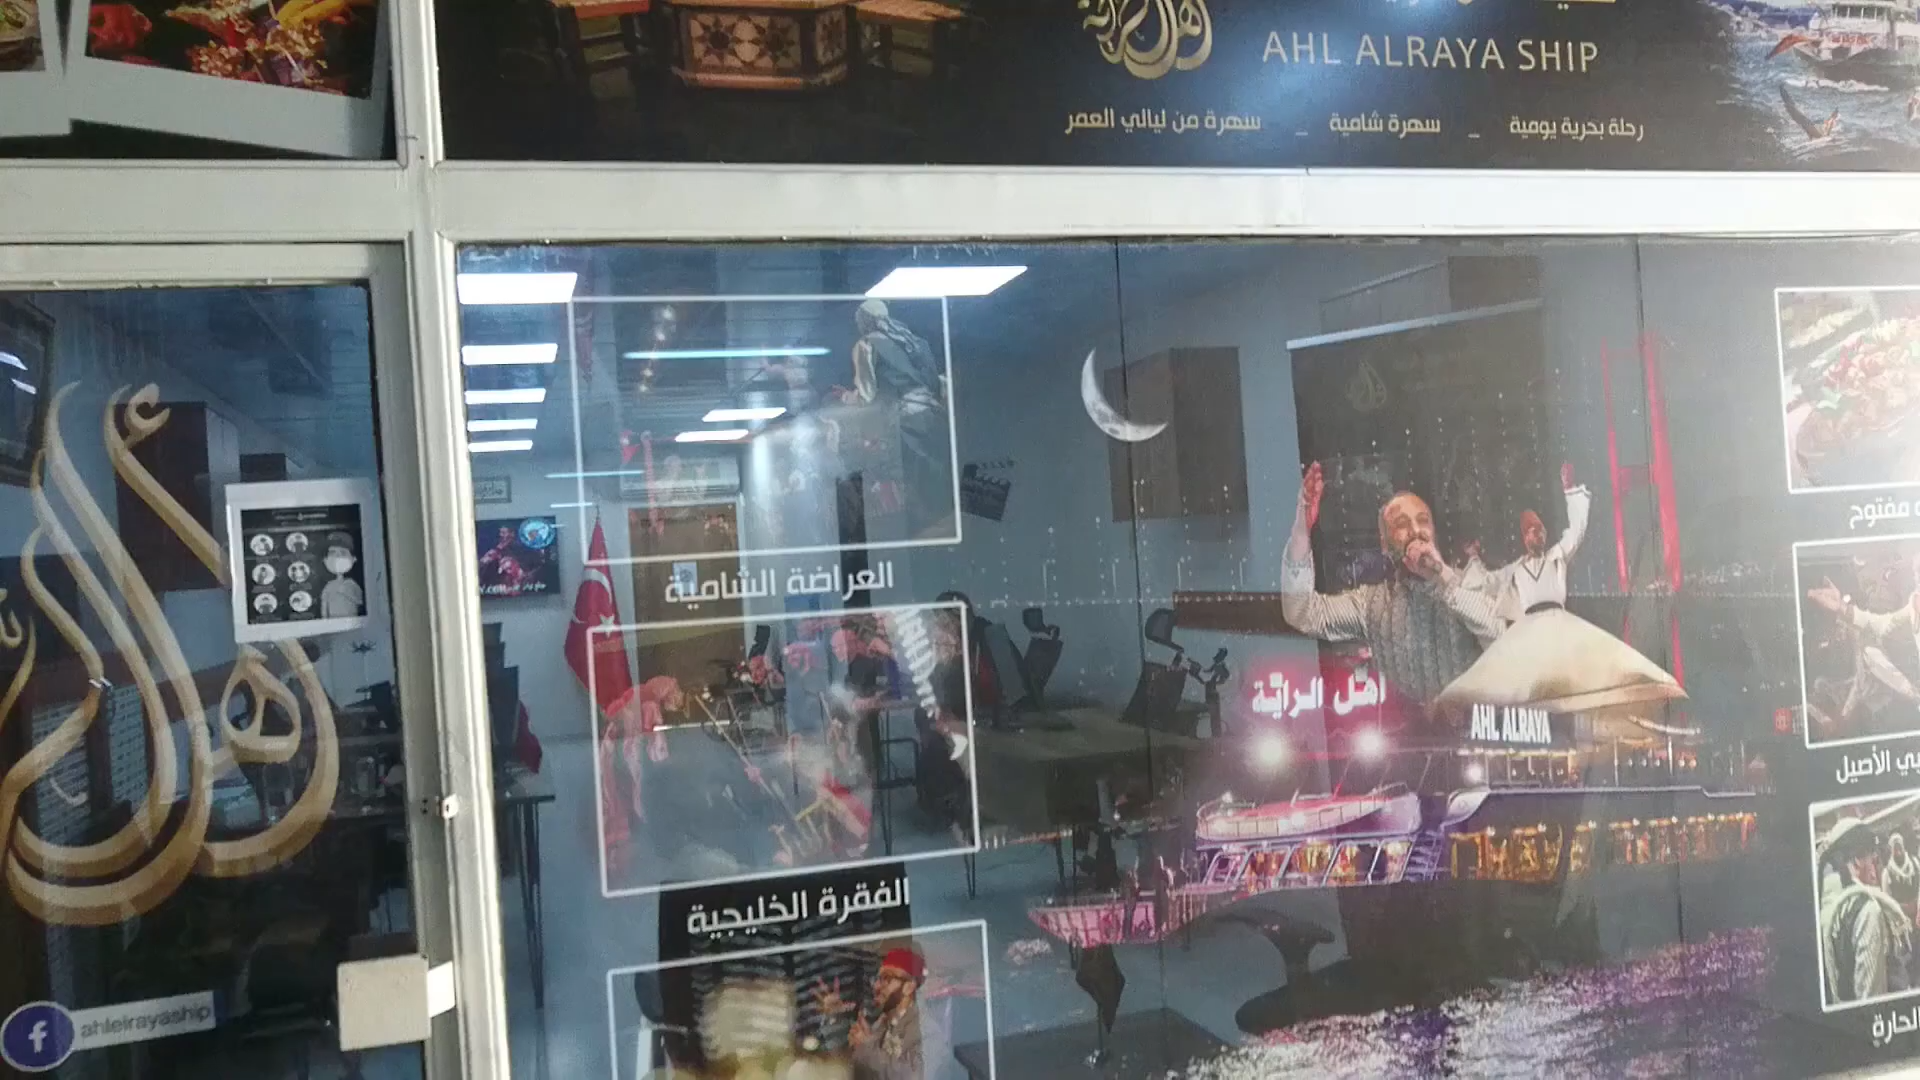 AHL ALRAYA SHIP
رحلة بحرية يومية _ سهرة شامية _ سهرة من ليالي العمر
العراضة الشامية
مفتوح
أهل الراية
AHL ALRAYA
الأصيل
الفقرة الخليجية
الحارة
ahlelrayaship